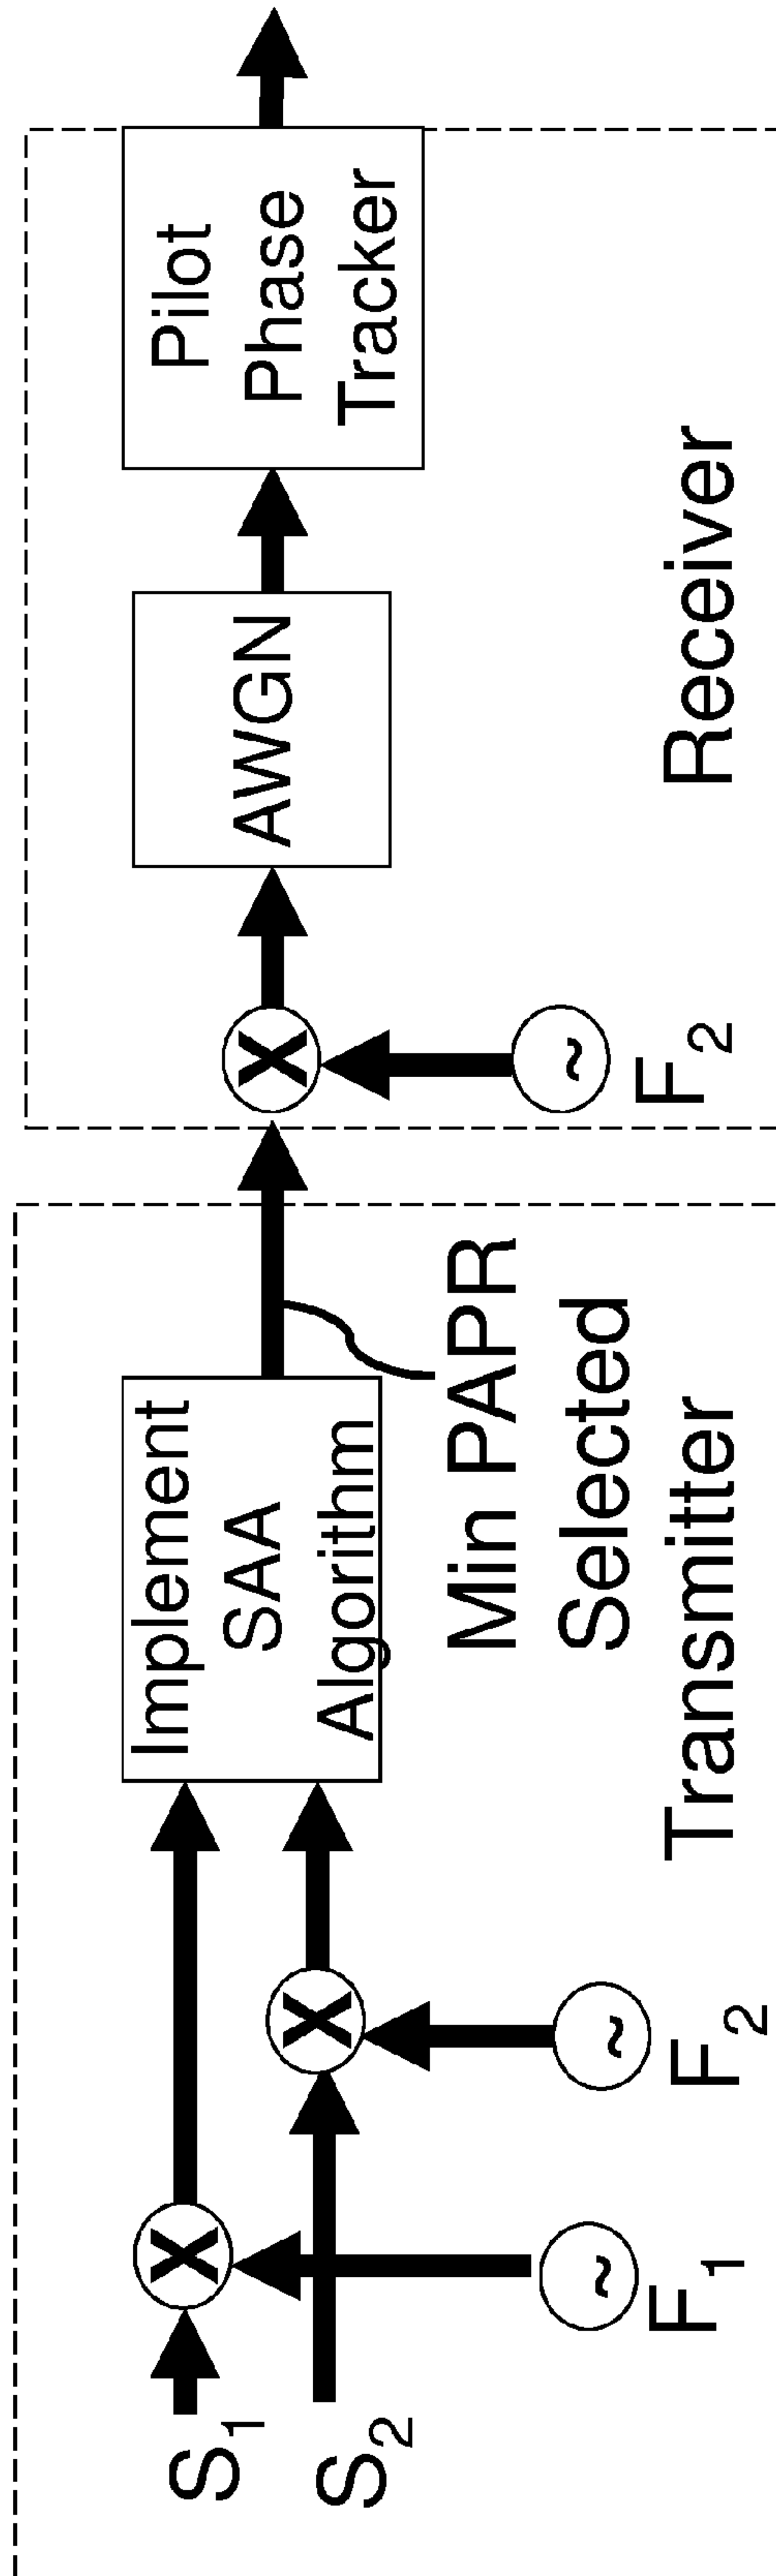 S1
S2
F1
F2
Implement
SAA
Algorithm
Min PAPR
Selected
Transmitter
F2
AWGN
Pilot
Phase
Tracker
Receiver